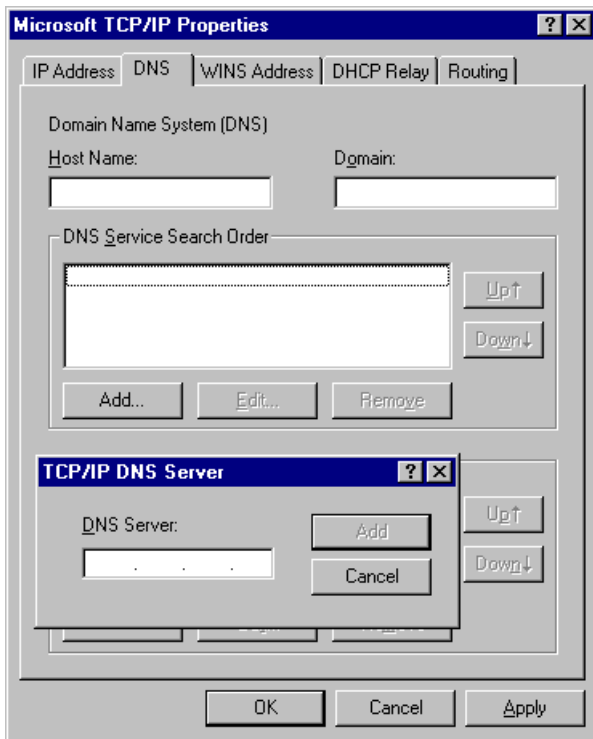 Microsoft TCP/IP Properties
IP Address DNS WINS Address DHCP Relay Routing
Domain Name System (DNS)
Host Name: Domain:
DNS Service Search Order
Up↑
Down↓
Add... Edit... Remove
TCP/IP DNS Server
DNS Server:
Add
. . .
Cancel
Up↑
Down↓
OK Cancel Apply